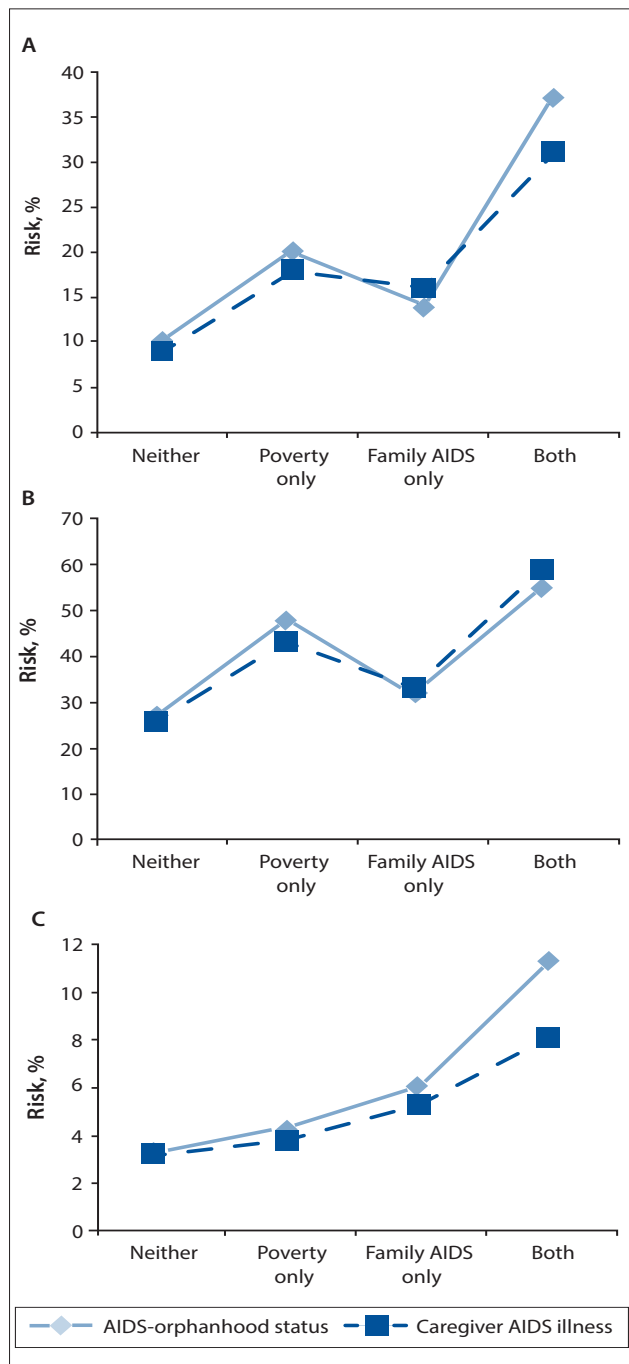 A
40
35
30
25
20
15
10
5
0
Risk, %
Neither
Poverty
only
Family AIDS
only
Both
B
70
60
50
40
30
20
10
0
Risk, %
Neither
Poverty
only
Family AIDS
only
Both
C
12
10
8
6
4
2
0
Risk, %
Neither
Poverty
only
Family AIDS
only
Both
AIDS-orphanhood status
Caregiver AIDS illness